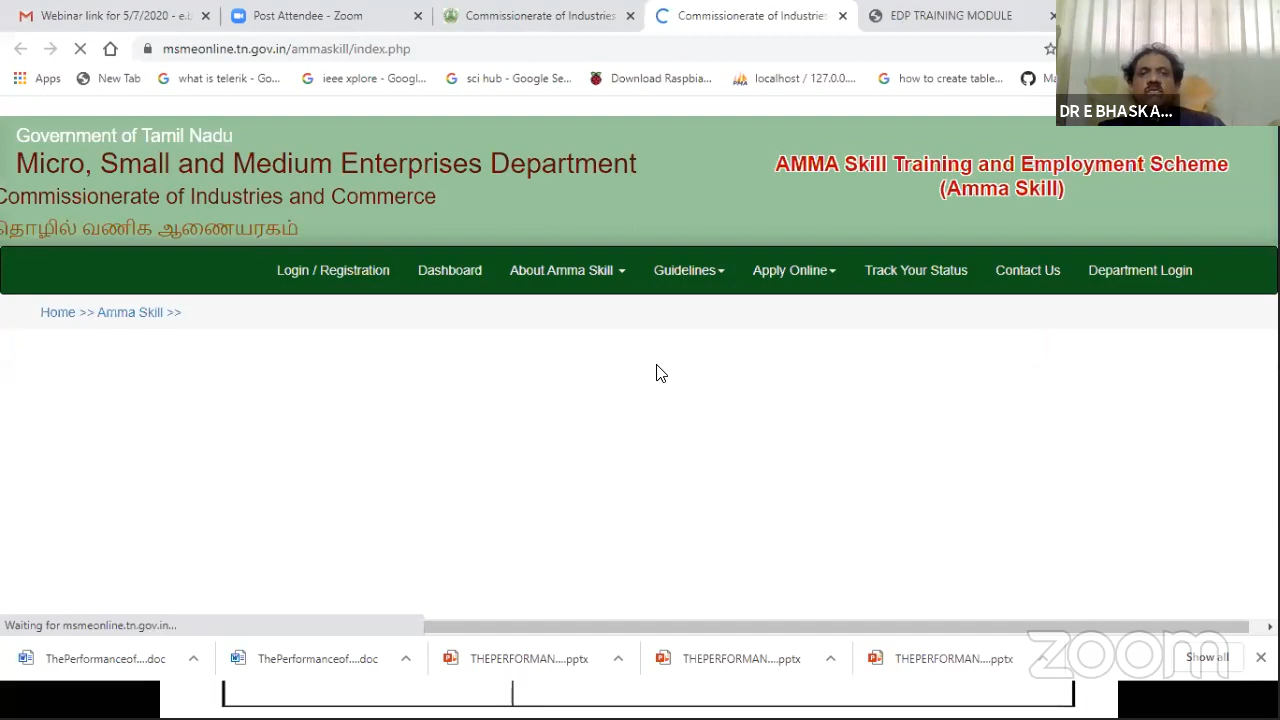 Webinar link for 5/7/2020 - e.b
Post Attendee - Zoom
Commissionerate of Industries
Commissionerate of Industries
EDP TRAINING MODULE
msmeonline.tn.gov.in/ammaskill/index.php
Apps
New Tab
what is telerik - Go...
ieee xplore - Googl...
sci hub - Google Se...
Download Raspbia...
localhost / 127.0.0....
how to create table...
Ma
DR E BHASKA...
Government of Tamil Nadu
Micro, Small and Medium Enterprises Department
Commissionerate of Industries and Commerce
தொழில் வணிக ஆணையரகம்
AMMA Skill Training and Employment Scheme
(Amma Skill)
Login / Registration
Dashboard
About Amma Skill
Guidelines
Apply Online
Track Your Status
Contact Us
Department Login
Home >> Amma Skill >>
Waiting for msmeonline.tn.gov.in...
ThePerformanceof....doc
ThePerformanceof....doc
THEPERFORMAN....pptx
THEPERFORMAN....pptx
THEPERFORMAN....pptx
Show all
zoom